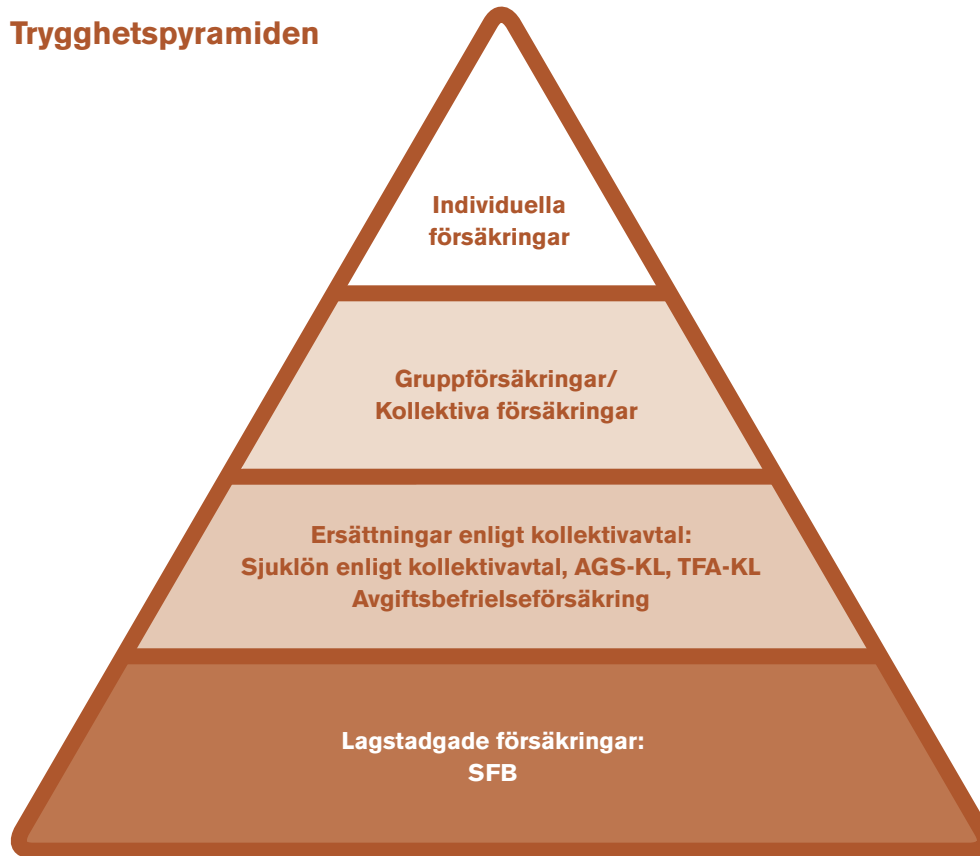 Trygghetspyramiden
Individuella
försäkringar
Gruppförsäkringar/
Kollektiva försäkringar
Ersättningar enligt kollektivavtal:
Sjuklön enligt kollektivavtal, AGS-KL, TFA-KL
Avgiftsbefrielseförsäkring
Lagstadgade försäkringar:
SFB